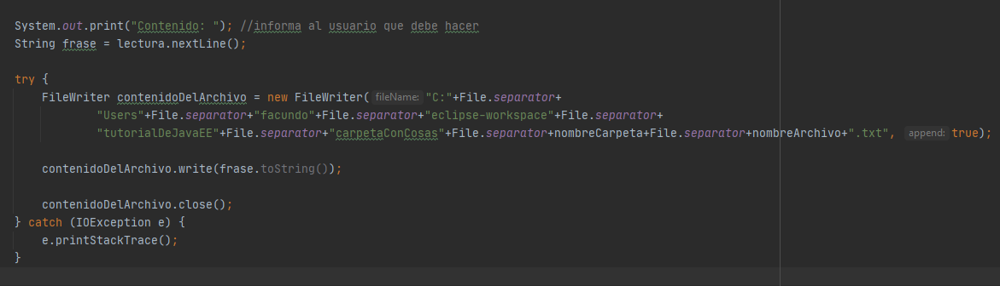 System.out.print("Contenido: "); //informa al usuario que debe hacer
String frase = lectura.nextLine();
try {
FileWriter contenidoDelArchivo = new FileWriter( fileName: "C:"+File.separator+
"Users"+File.separator+"facundo"+File.separator+"eclipse-workspace"+File.separator+
"tutorialDeJavaEE"+File.separator+"carpetaConCosas"+File.separator+nombreCarpeta+File.separator+nombreArchivo+".txt", append: true);
contenidoDelArchivo.write(frase.toString());
contenidoDelArchivo.close();
} catch (IOException e) {
e.printStackTrace();
}